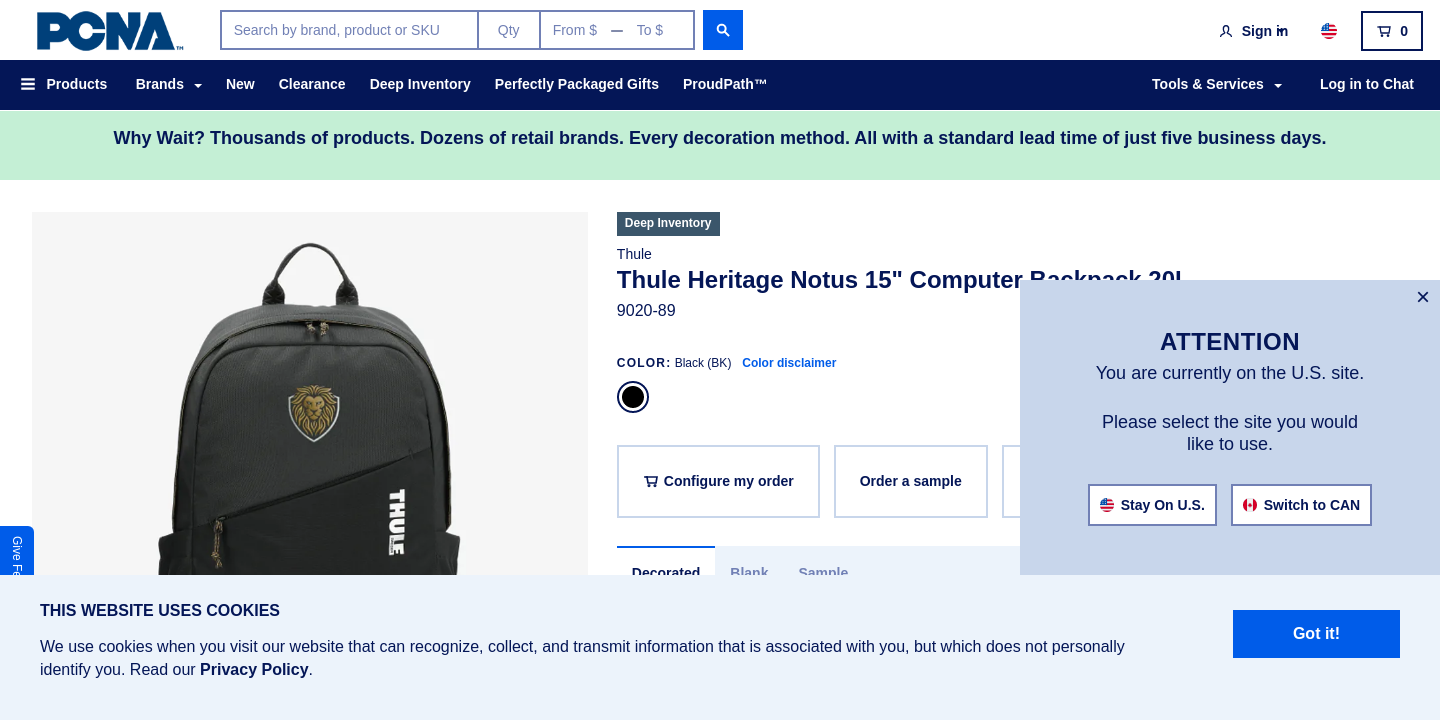 PCNA™
Search by brand, product or SKU
Qty
From $ — To $
Sign in
0
Products
Brands
New
Clearance
Deep Inventory
Perfectly Packaged Gifts
ProudPath™
Tools & Services
Log in to Chat
Why Wait? Thousands of products. Dozens of retail brands. Every decoration method. All with a standard lead time of just five business days.
THULE
Deep Inventory
Thule
Thule Heritage Notus 15" Computer Backpack 20L
9020-89
COLOR: Black (BK) Color disclaimer
Configure my order
Order a sample
Decorated
Blank
Sample
×
ATTENTION
You are currently on the U.S. site.
Please select the site you would
like to use.
Stay On U.S.
Switch to CAN
Give
THIS WEBSITE USES COOKIES
We use cookies when you visit our website that can recognize, collect, and transmit information that is associated with you, but which does not personally
identify you. Read our Privacy Policy.
Got it!